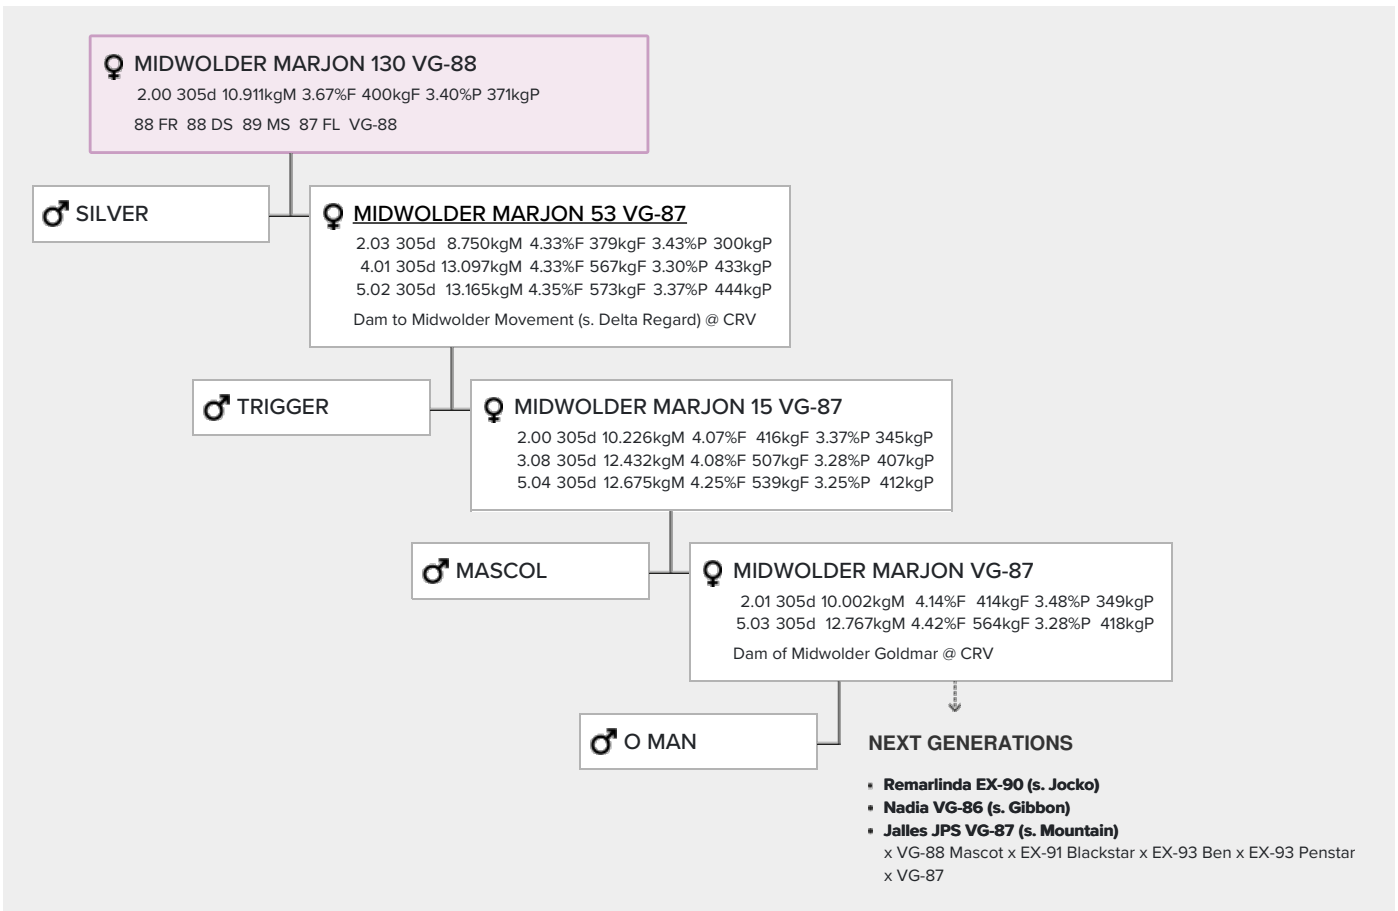 MIDWOLDER MARJON 130 VG-88
2.00 305d 10.911kgM 3.67%F 400kgF 3.40%P 371kgP
88 FR 88 DS 89 MS 87 FL VG-88
SILVER
MIDWOLDER MARJON 53 VG-87
2.03 305d 8.750kgM 4.33%F 379kgF 3.43%P 300kgP
4.01 305d 13.097kgM 4.33%F 567kgF 3.30%P 433kgP
5.02 305d 13.165kgM 4.35%F 573kgF 3.37%P 444kgP
Dam to Midwolder Movement (s. Delta Regard) @ CRV
TRIGGER
MIDWOLDER MARJON 15 VG-87
2.00 305d 10.226kgM 4.07%F 416kgF 3.37%P 345kgP
3.08 305d 12.432kgM 4.08%F 507kgF 3.28%P 407kgP
5.04 305d 12.675kgM 4.25%F 539kgF 3.25%P 412kgP
MASCOL
MIDWOLDER MARJON VG-87
2.01 305d 10.002kgM 4.14%F 414kgF 3.48%P 349kgP
5.03 305d 12.767kgM 4.42%F 564kgF 3.28%P 418kgP
Dam of Midwolder Goldmar @ CRV
O MAN
NEXT GENERATIONS
• Remarlinda EX-90 (s. Jocko)
• Nadia VG-86 (s. Gibbon)
• Jalles JPS VG-87 (s. Mountain)
x VG-88 Mascot x EX-91 Blackstar x EX-93 Ben x EX-93 Penstar
x VG-87